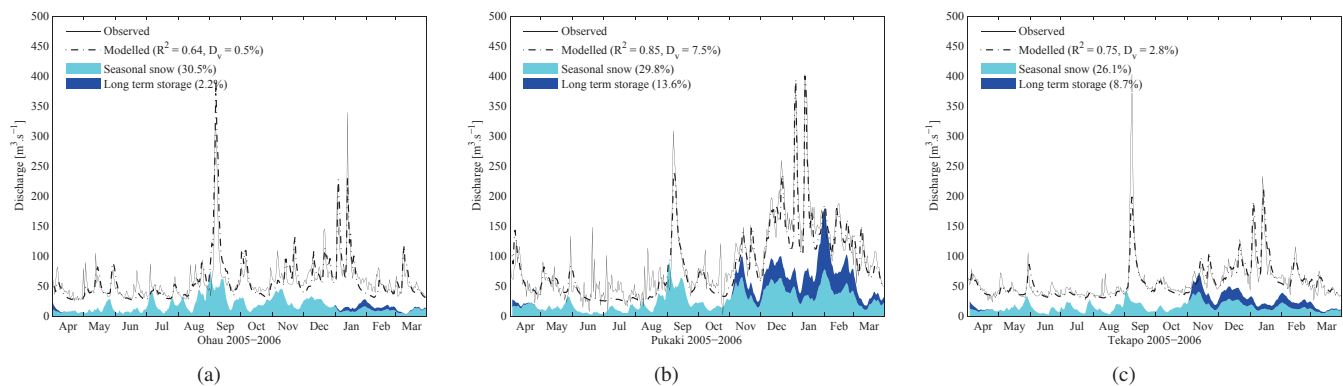 500
450
400
350
300
250
200
150
100
50
0
Discharge [m³.s⁻¹]
Observed
Modelled (R² = 0.64, Dᵥ = 0.5%)
Seasonal snow (30.5%)
Long term storage (2.2%)
Apr May Jun Jul Aug Sep Oct Nov Dec Jan Feb Mar
Ohau 2005−2006
(a)
500
450
400
350
300
250
200
150
100
50
0
Discharge [m³.s⁻¹]
Observed
Modelled (R² = 0.85, Dᵥ = 7.5%)
Seasonal snow (29.8%)
Long term storage (13.6%)
Apr May Jun Jul Aug Sep Oct Nov Dec Jan Feb Mar
Pukaki 2005−2006
(b)
500
450
400
350
300
250
200
150
100
50
0
Discharge [m³.s⁻¹]
Observed
Modelled (R² = 0.75, Dᵥ = 2.8%)
Seasonal snow (26.1%)
Long term storage (8.7%)
Apr May Jun Jul Aug Sep Oct Nov Dec Jan Feb Mar
Tekapo 2005−2006
(c)